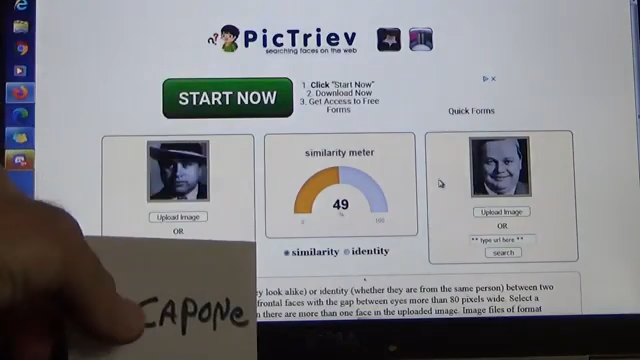 PicTriev
searching faces on the web
START NOW
1. Click "Start Now"
2. Download Now
3. Get Access to Free
Forms
Quick Forms
similarity meter
49
%
0
100
Upload Image
OR
similarity identity
Upload Image
OR
** type url here **
search
CAPONe
ey look alike) or identity (whether they are from the same person) between two
frontal faces with the gap between eyes more than 80 pixels wide. Select a
n there are more than one face in the uploaded image. Image files of format